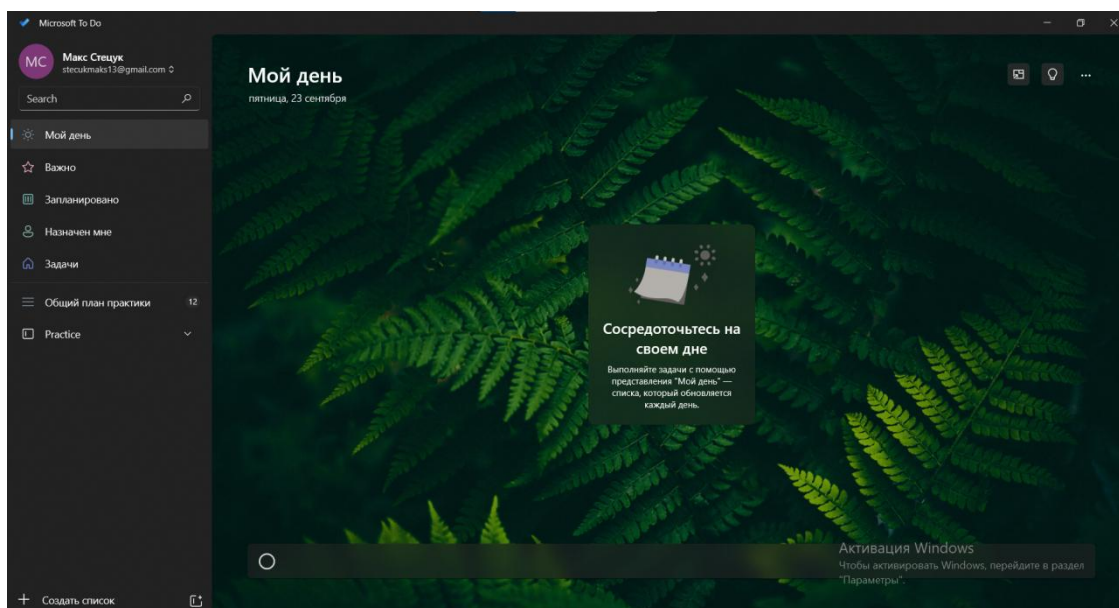 Microsoft To Do
МС
Макс Стецук
stecukmaks13@gmail.com
Search
Мой день
Важно
Запланировано
Назначен мне
Задачи
Общий план практики 12
Practice
Создать список
Мой день
пятница, 23 сентября
Сосредоточьтесь на
своем дне
Выполняйте задачи с помощью
представления "Мой день" —
списка, который обновляется
каждый день.
Активация Windows
Чтобы активировать Windows, перейдите в раздел
"Параметры".